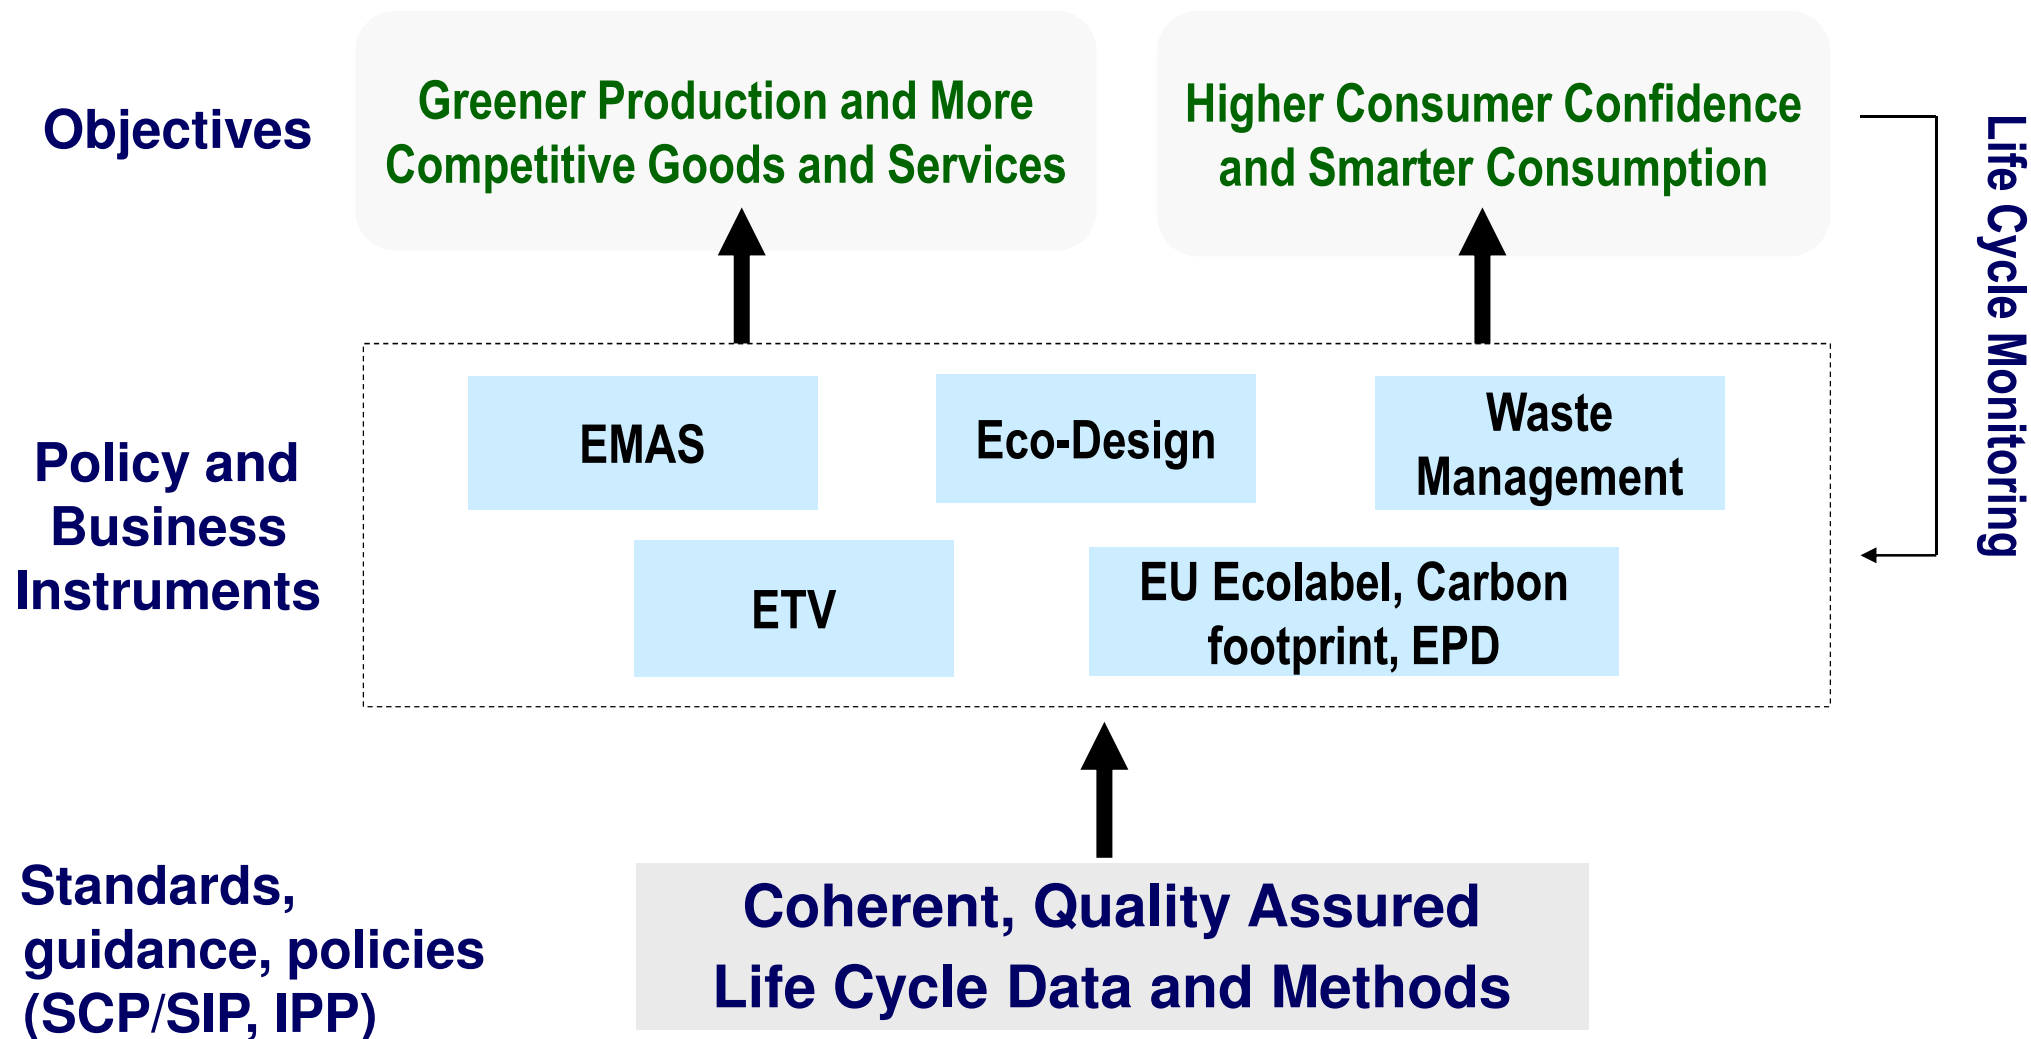 Objectives
Greener Production and More
Competitive Goods and Services
Higher Consumer Confidence
and Smarter Consumption
Life Cycle Monitoring
Policy and
Business
Instruments
EMAS
Eco-Design
Waste
Management
ETV
EU Ecolabel, Carbon
footprint, EPD
Standards,
guidance, policies
(SCP/SIP, IPP)
Coherent, Quality Assured
Life Cycle Data and Methods